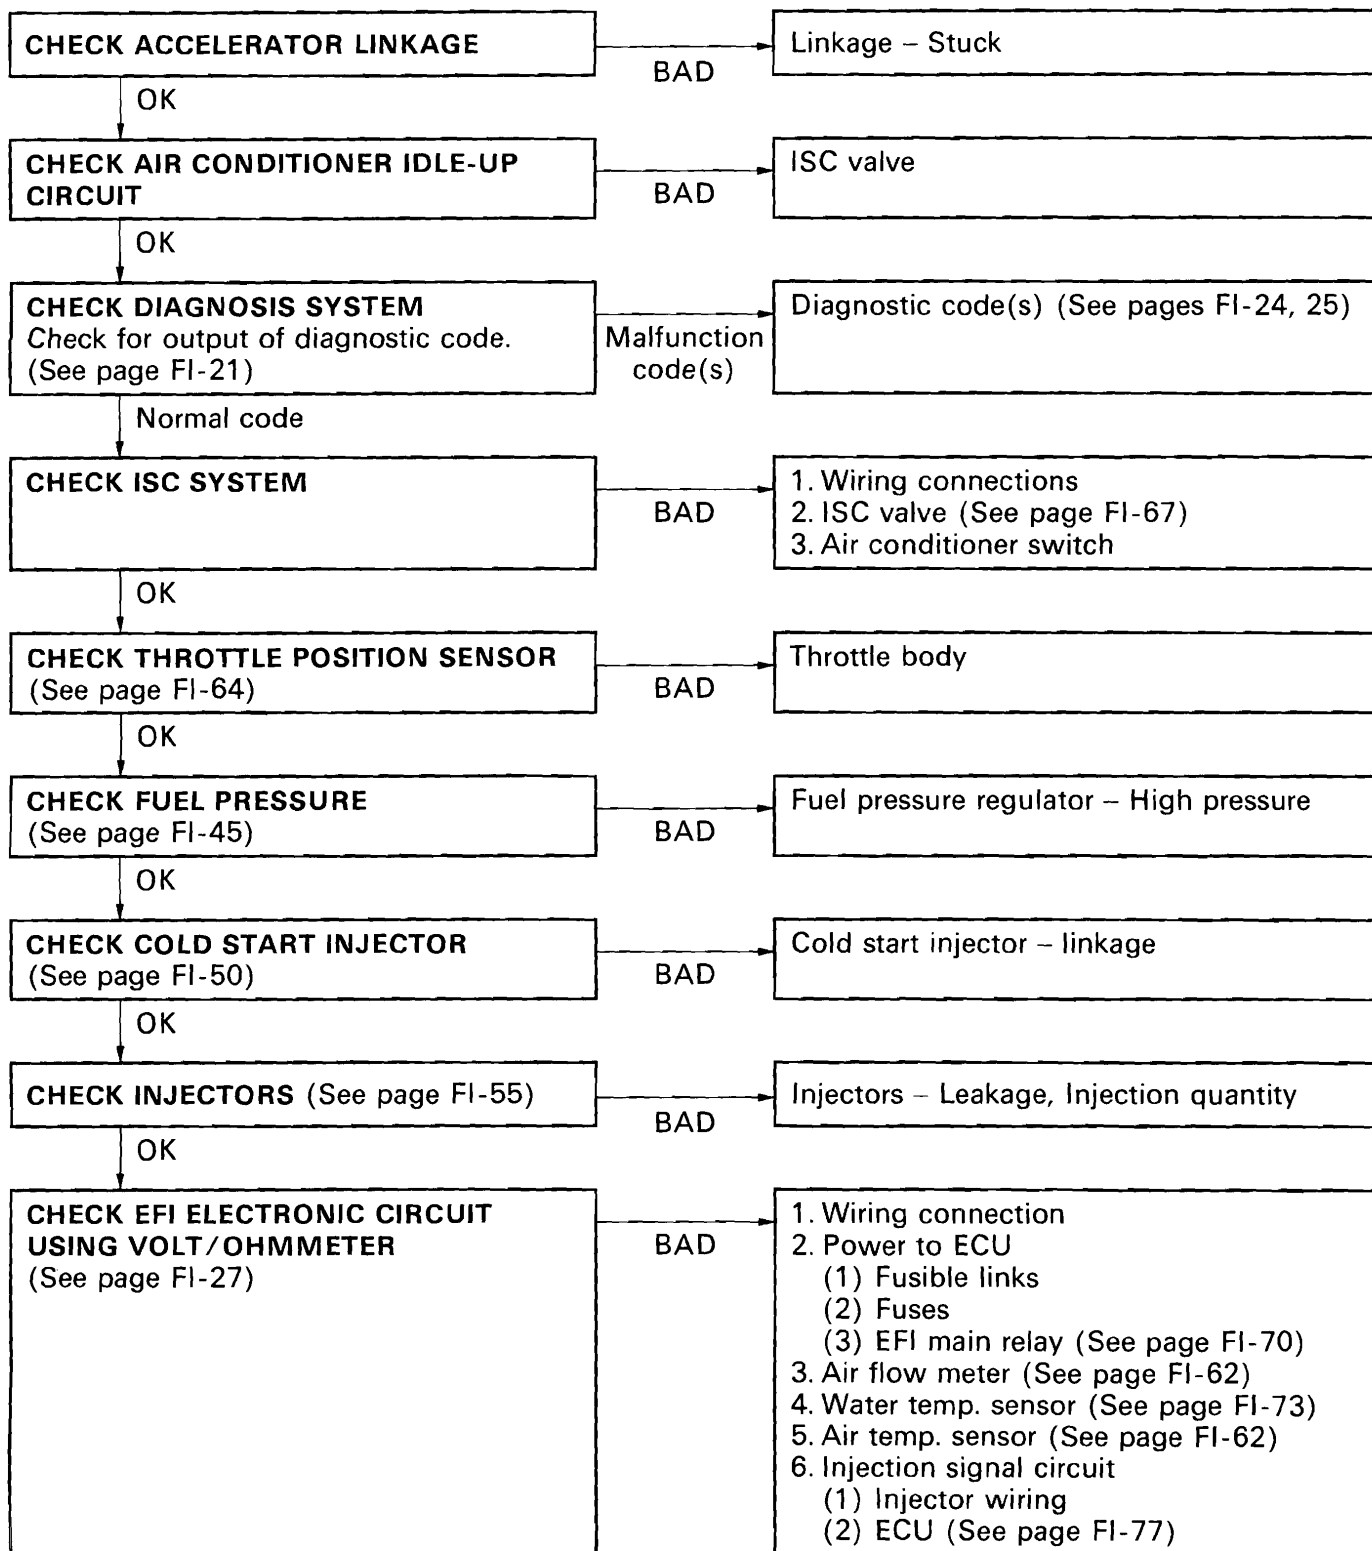 CHECK ACCELERATOR LINKAGE
BAD
Linkage – Stuck
OK
CHECK AIR CONDITIONER IDLE-UP
CIRCUIT
BAD
ISC valve
OK
CHECK DIAGNOSIS SYSTEM
Check for output of diagnostic code.
(See page FI-21)
Malfunction
code(s)
Diagnostic code(s) (See pages FI-24, 25)
Normal code
CHECK ISC SYSTEM
BAD
1. Wiring connections
2. ISC valve (See page FI-67)
3. Air conditioner switch
OK
CHECK THROTTLE POSITION SENSOR
(See page FI-64)
BAD
Throttle body
OK
CHECK FUEL PRESSURE
(See page FI-45)
BAD
Fuel pressure regulator – High pressure
OK
CHECK COLD START INJECTOR
(See page FI-50)
BAD
Cold start injector – linkage
OK
CHECK INJECTORS (See page FI-55)
BAD
Injectors – Leakage, Injection quantity
OK
CHECK EFI ELECTRONIC CIRCUIT
USING VOLT/OHMMETER
(See page FI-27)
BAD
1. Wiring connection
2. Power to ECU
(1) Fusible links
(2) Fuses
(3) EFI main relay (See page FI-70)
3. Air flow meter (See page FI-62)
4. Water temp. sensor (See page FI-73)
5. Air temp. sensor (See page FI-62)
6. Injection signal circuit
(1) Injector wiring
(2) ECU (See page FI-77)